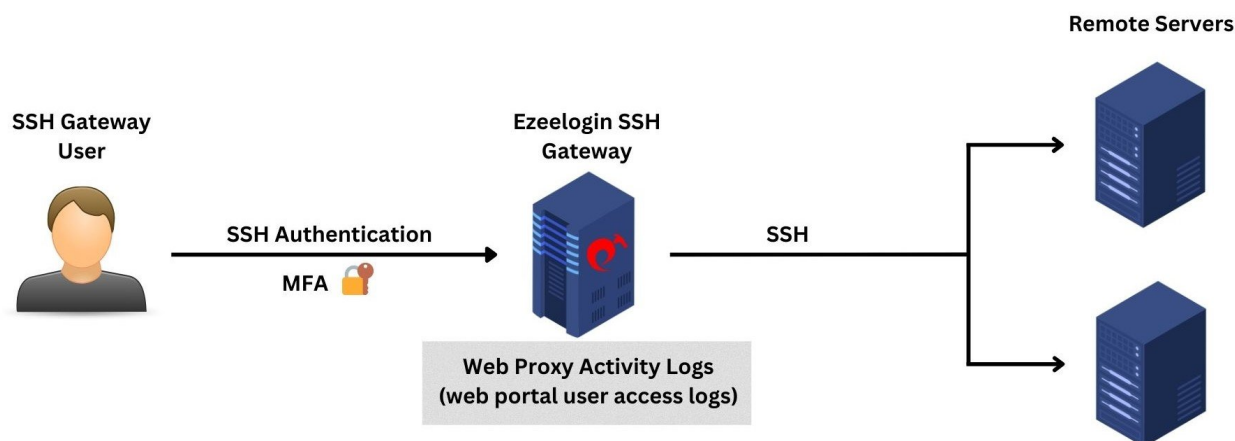 Remote Servers
SSH Gateway
User
Ezeelogin SSH
Gateway
SSH Authentication
MFA
SSH
Web Proxy Activity Logs
(web portal user access logs)